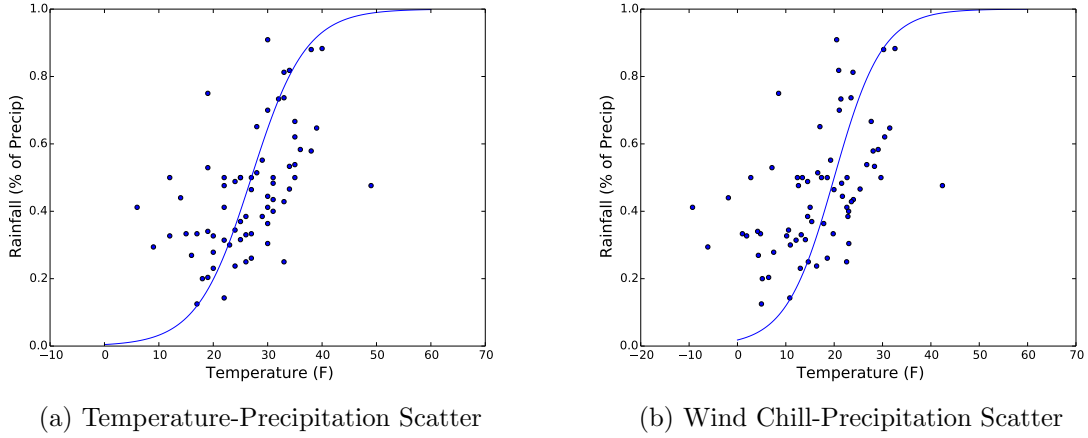 1.0
0.8
0.6
0.4
0.2
0.0
Rainfall (% of Precip)
−10 0 10 20 30 40 50 60 70
Temperature (F)
(a) Temperature-Precipitation Scatter
1.0
0.8
0.6
0.4
0.2
0.0
Rainfall (% of Precip)
−20 −10 0 10 20 30 40 50 60 70
Temperature (F)
(b) Wind Chill-Precipitation Scatter